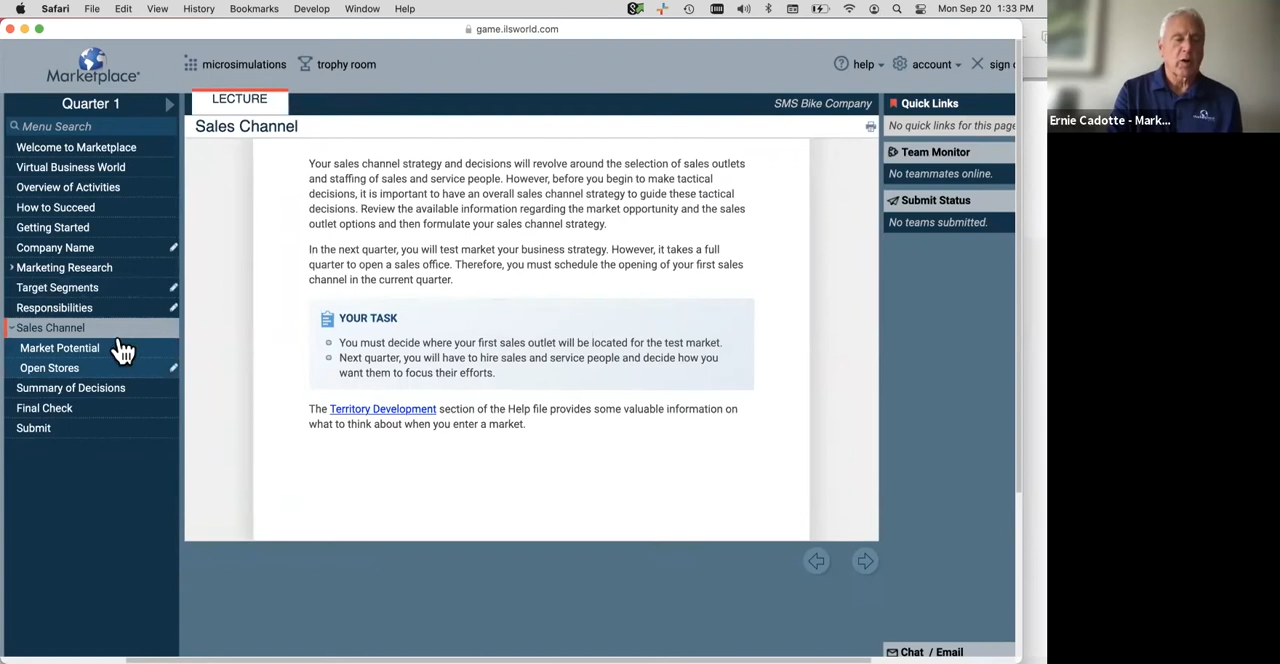 Safari File Edit View History Bookmarks Develop Window Help Mon Sep 20 1:33 PM
game.ilsworld.com
Marketplace®
microsimulations trophy room help account sign
Quarter 1
Menu Search
Welcome to Marketplace
Virtual Business World
Overview of Activities
How to Succeed
Getting Started
Company Name
Marketing Research
Target Segments
Responsibilities
Sales Channel
Market Potential
Open Stores
Summary of Decisions
Final Check
Submit
LECTURE
SMS Bike Company
Sales Channel
Your sales channel strategy and decisions will revolve around the selection of sales outlets
and staffing of sales and service people. However, before you begin to make tactical
decisions, it is important to have an overall sales channel strategy to guide these tactical
decisions. Review the available information regarding the market opportunity and the sales
outlet options and then formulate your sales channel strategy.
In the next quarter, you will test market your business strategy. However, it takes a full
quarter to open a sales office. Therefore, you must schedule the opening of your first sales
channel in the current quarter.
YOUR TASK
You must decide where your first sales outlet will be located for the test market.
Next quarter, you will have to hire sales and service people and decide how you
want them to focus their efforts.
The Territory Development section of the Help file provides some valuable information on
what to think about when you enter a market.
Quick Links
No quick links for this page
Team Monitor
No teammates online.
Submit Status
No teams submitted.
Chat / Email
Ernie Cadotte - Mark...